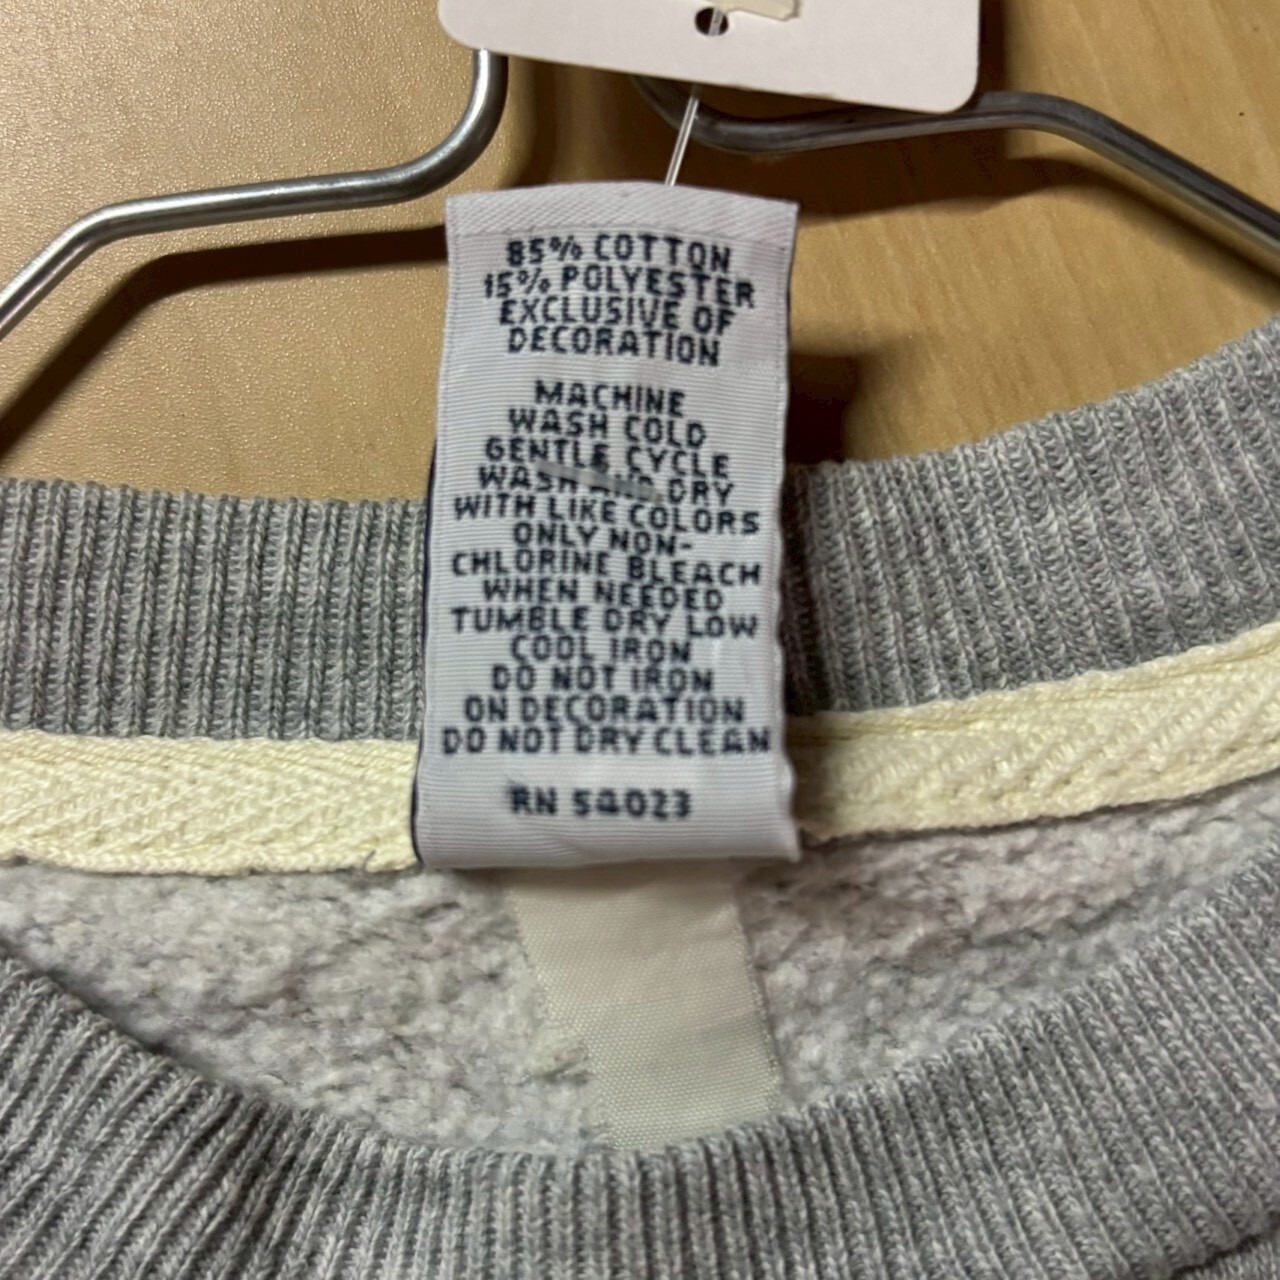 85% COTTON
15% POLYESTER
EXCLUSIVE OF
DECORATION
MACHINE
WASH COLD
GENTLE CYCLE
WASH AND DRY
WITH LIKE COLORS
ONLY NON-
CHLORINE BLEACH
WHEN NEEDED
TUMBLE DRY LOW
COOL IRON
DO NOT IRON
ON DECORATION
DO NOT DRY CLEAN
RN 54023